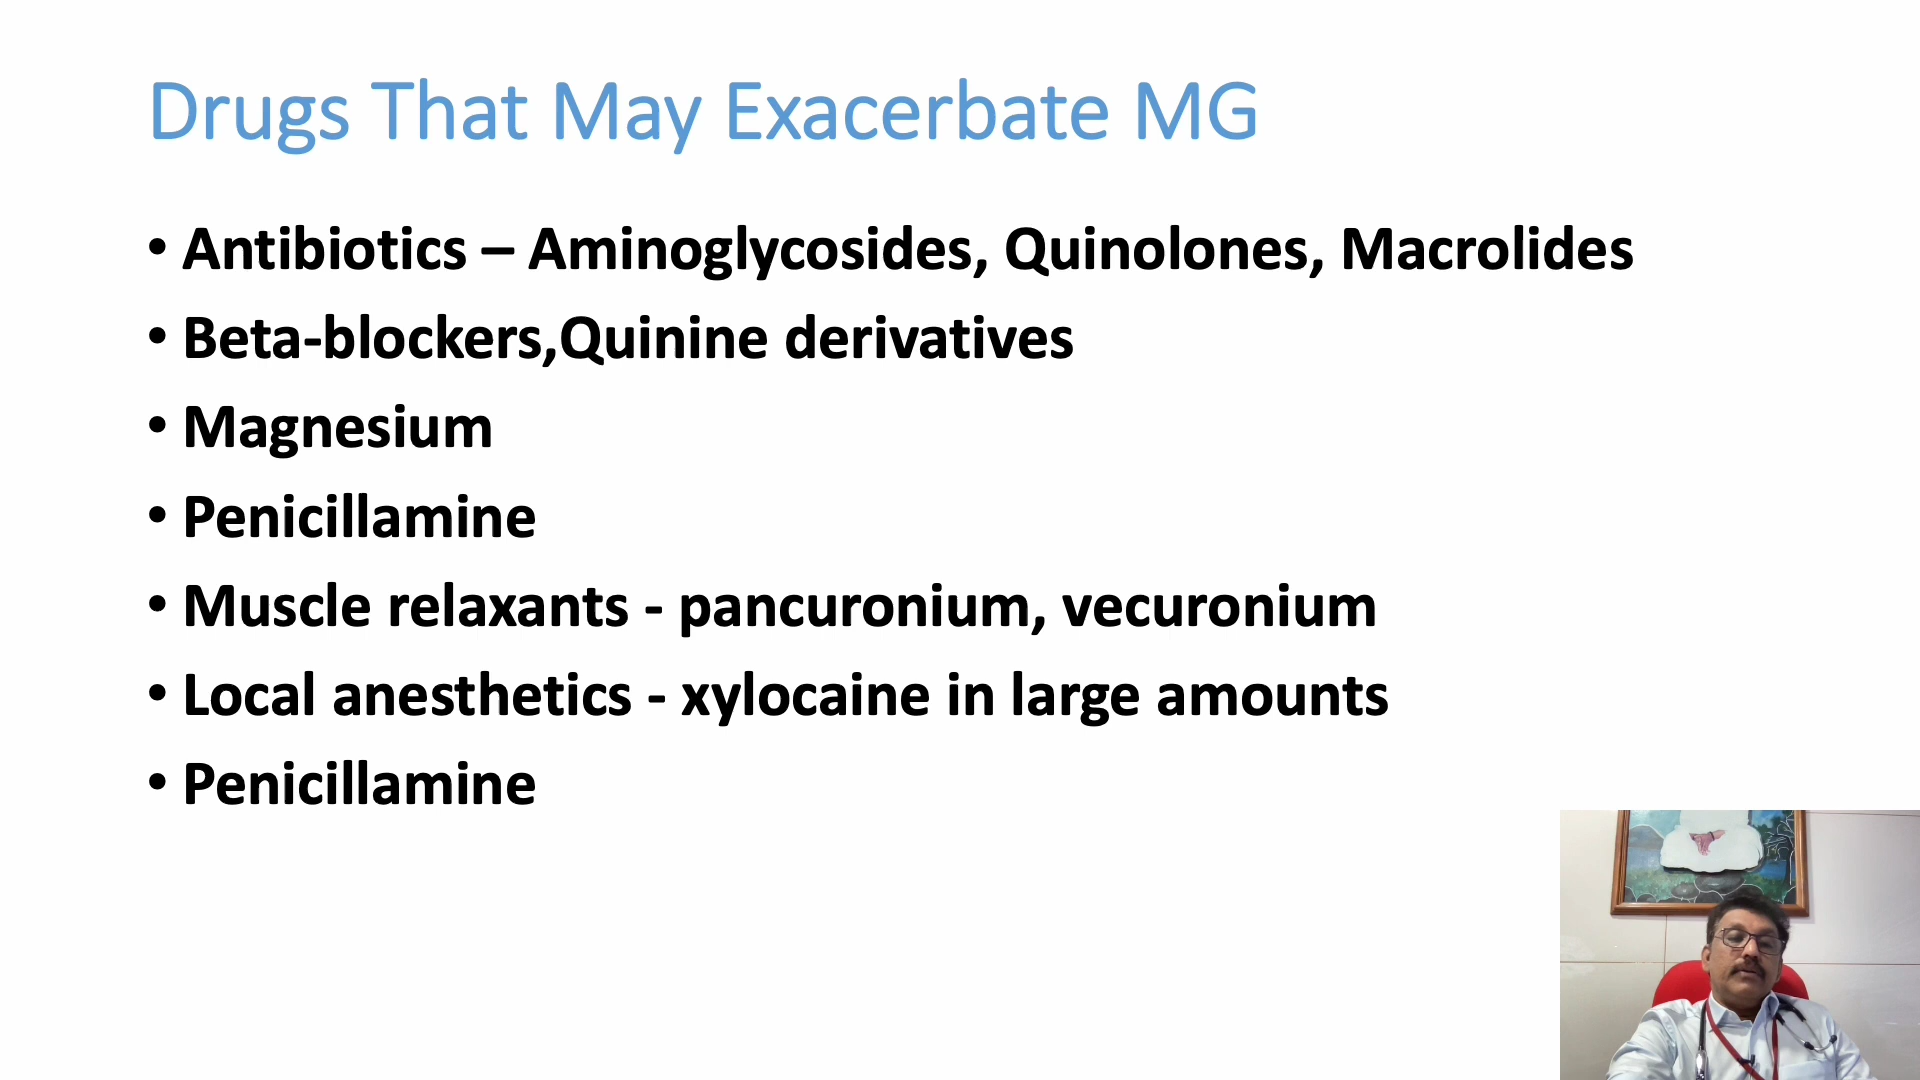 Drugs That May Exacerbate MG
• Antibiotics – Aminoglycosides, Quinolones, Macrolides
• Beta-blockers,Quinine derivatives
• Magnesium
• Penicillamine
• Muscle relaxants - pancuronium, vecuronium
• Local anesthetics - xylocaine in large amounts
• Penicillamine